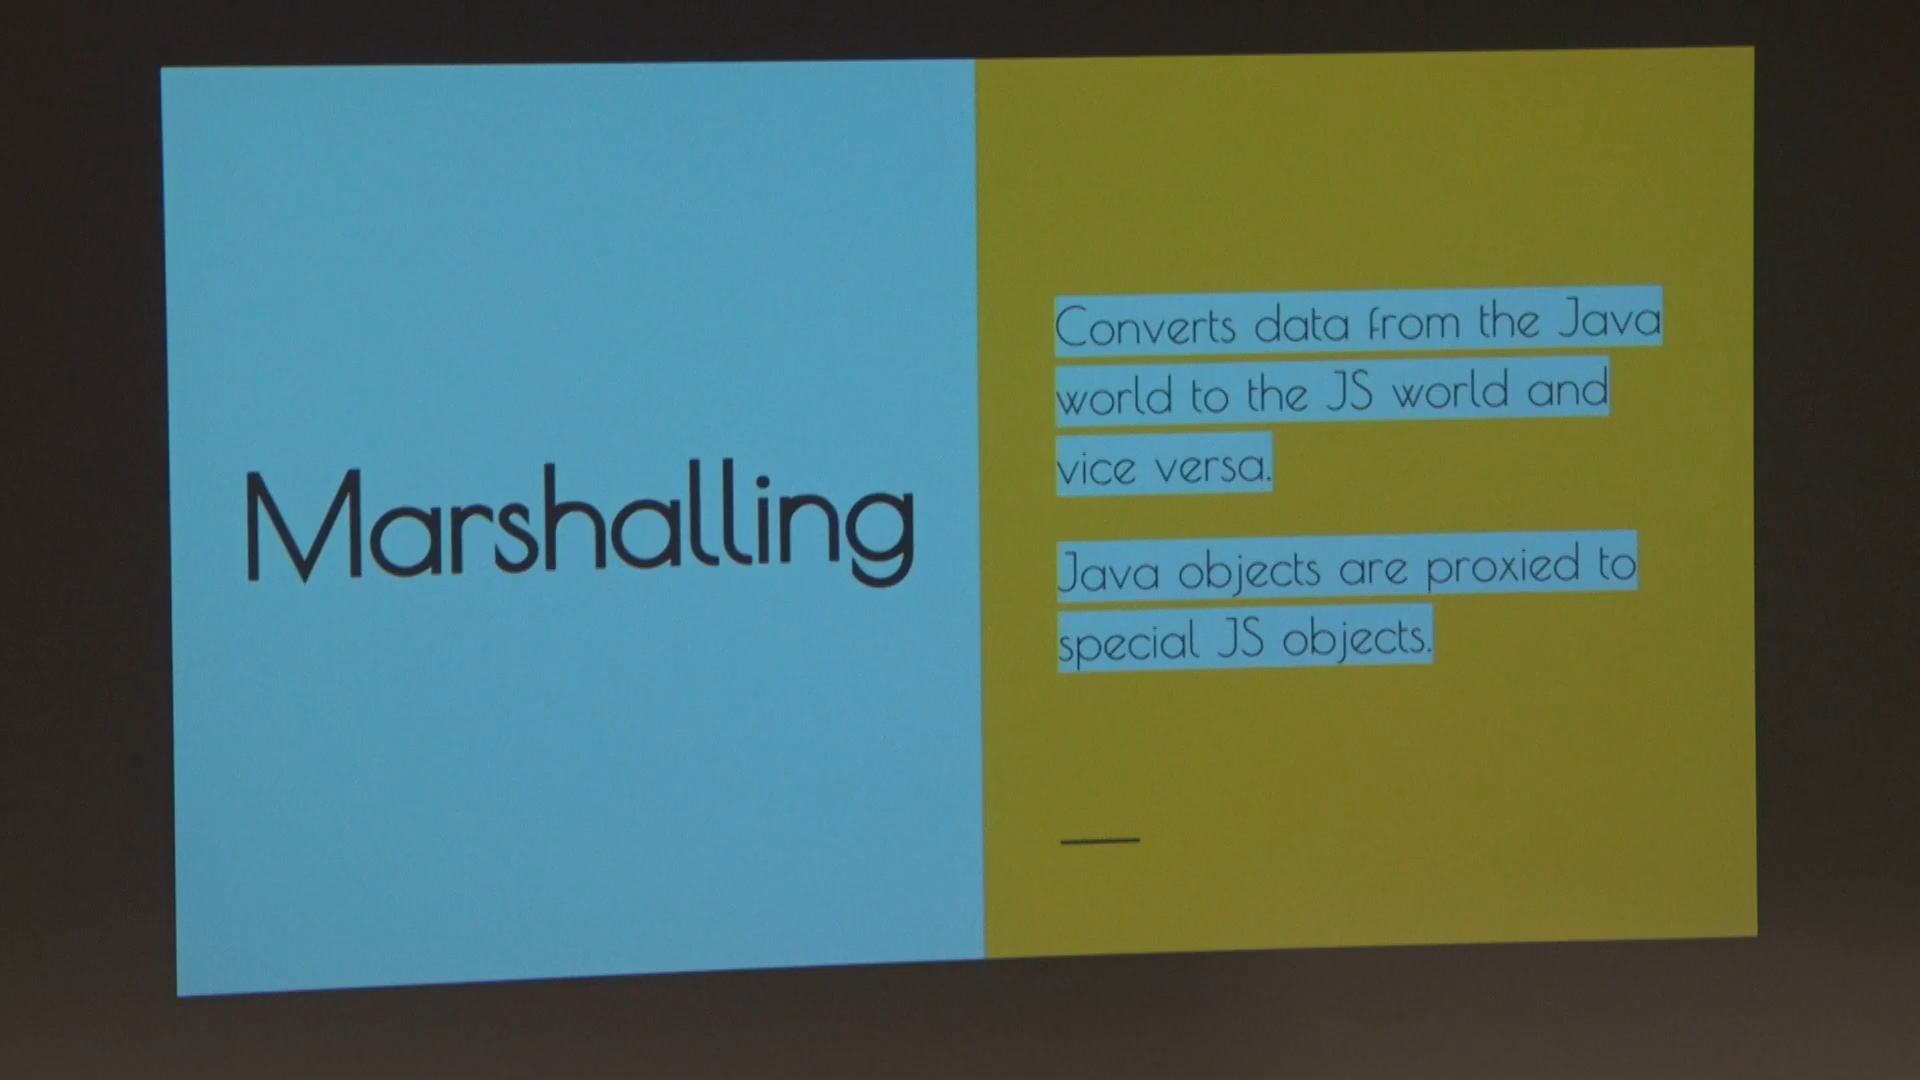 Marshalling
Converts data from the Java
world to the JS world and
vice versa.
Java objects are proxied to
special JS objects.